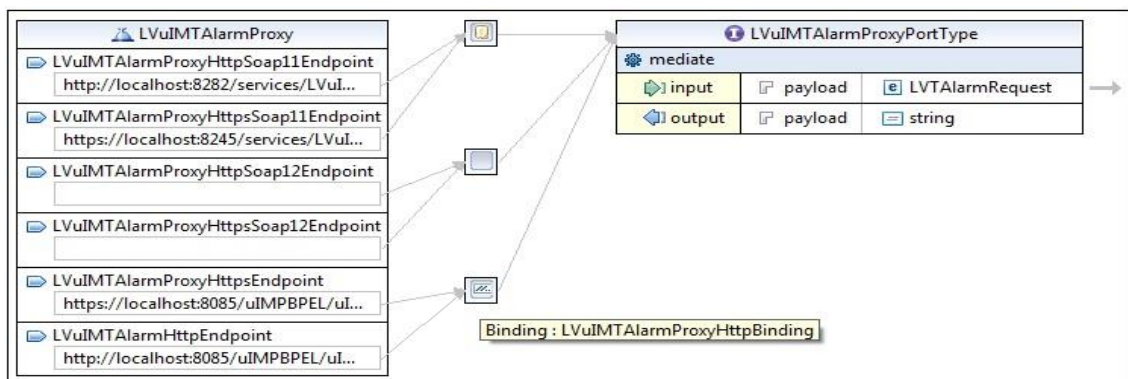 LVuIMTAlarmProxy
LVuIMTAlarmProxyHttpSoap11Endpoint
http://localhost:8282/services/LVuI...
LVuIMTAlarmProxyHttpsSoap11Endpoint
https://localhost:8245/services/LVuI...
LVuIMTAlarmProxyHttpSoap12Endpoint
LVuIMTAlarmProxyHttpsSoap12Endpoint
LVuIMTAlarmProxyHttpsEndpoint
https://localhost:8085/uIMPBPEL/uI...
LVuIMTAlarmHttpEndpoint
http://localhost:8085/uIMPBPEL/uI...
Binding : LVuIMTAlarmProxyHttpBinding
LVuIMTAlarmProxyPortType
mediate
input payload LVTAlarmRequest
output payload string